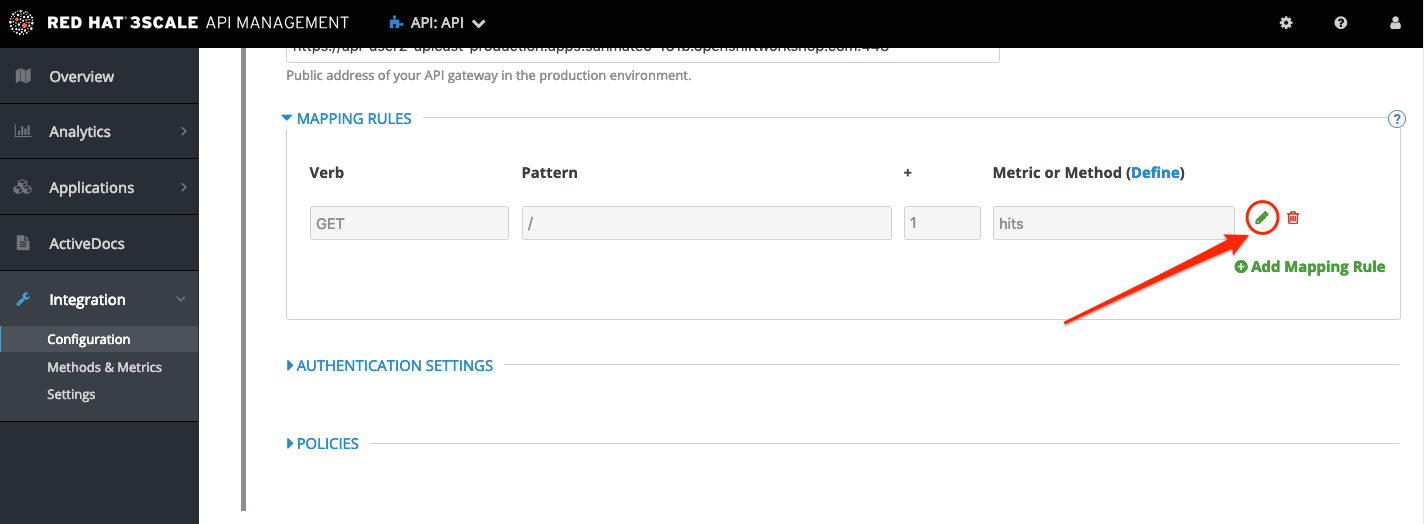 RED HAT 3SCALE API MANAGEMENT
API: API
Overview
Analytics
Applications
ActiveDocs
Integration
Configuration
Methods & Metrics
Settings
Public address of your API gateway in the production environment.
MAPPING RULES
?
Verb Pattern + Metric or Method (Define)
GET / 1 hits
Add Mapping Rule
AUTHENTICATION SETTINGS
POLICIES